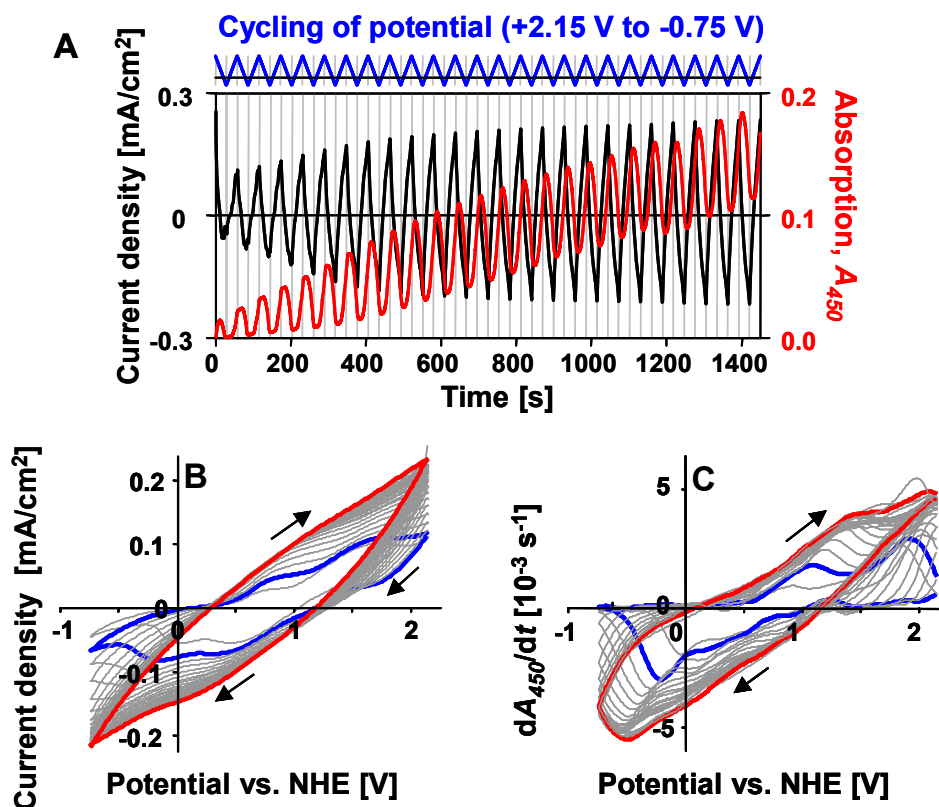 Cycling of potential (+2.15 V to -0.75 V)
A
Current density [mA/cm²]
0.3
0
-0.3
0.2
0.1
0.0
Absorption, A₄₅₀
0 200 400 600 800 1000 1200 1400
Time [s]
B
Current density [mA/cm²]
0.2
0.1
0
-0.1
-0.2
-1 0 1 2
Potential vs. NHE [V]
C
dA₄₅₀/dt [10⁻³ s⁻¹]
5
0
-5
-1 0 1 2
Potential vs. NHE [V]